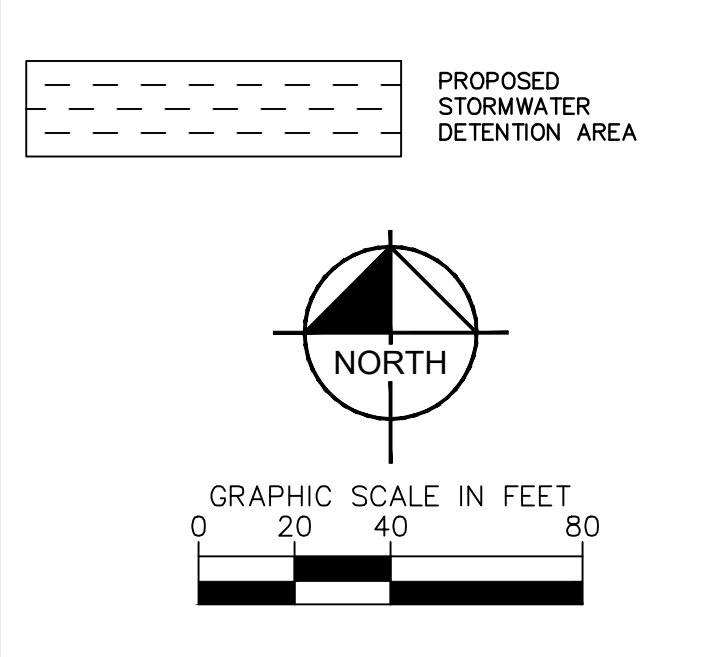 PROPOSED
STORMWATER
DETENTION AREA
NORTH
GRAPHIC SCALE IN FEET
0 20 40 80